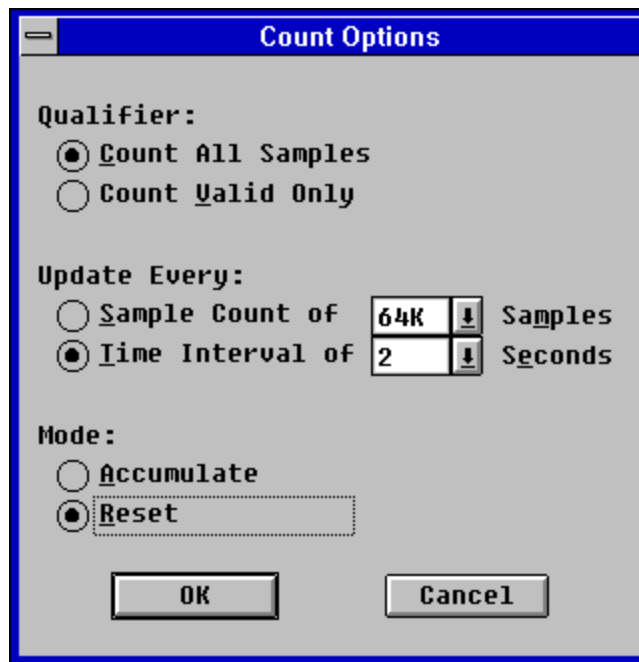 Count Options
Qualifier:
Count All Samples
Count Valid Only
Update Every:
Sample Count of 64K Samples
Time Interval of 2 Seconds
Mode:
Accumulate
Reset
OK Cancel